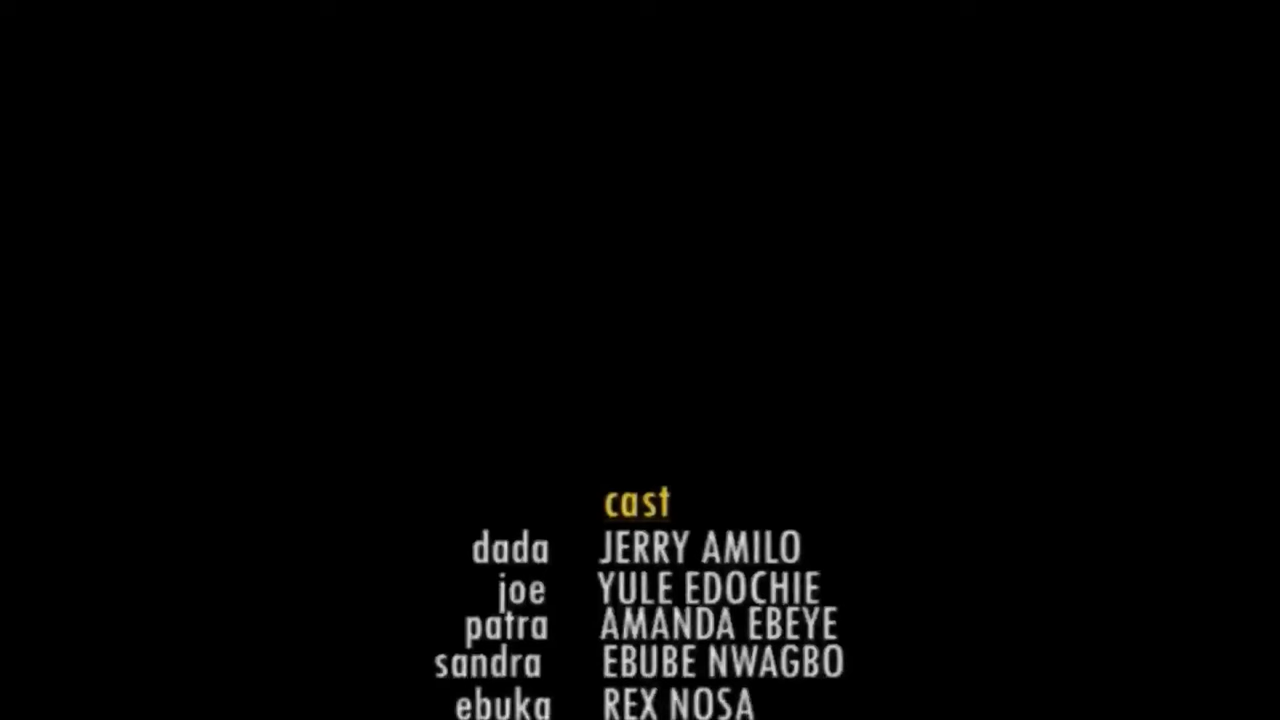 cast
dada JERRY AMILO
joe YULE EDOCHIE
patra AMANDA EBEYE
sandra EBUBE NWAGBO
ebuka REX NOSA